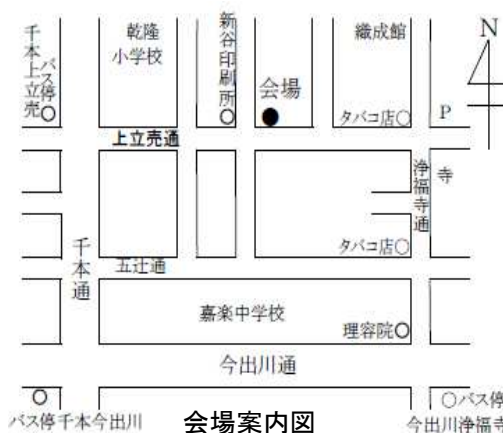 千本上立売
バス停
乾隆
小学校
新谷印刷所
会場
織成館
タバコ店
N
P
上立売通
浄福寺通
寺
タバコ店
千本通
五辻通
嘉楽中学校
理容院
今出川通
バス停千本今出川
会場案内図
バス停
今出川浄福寺